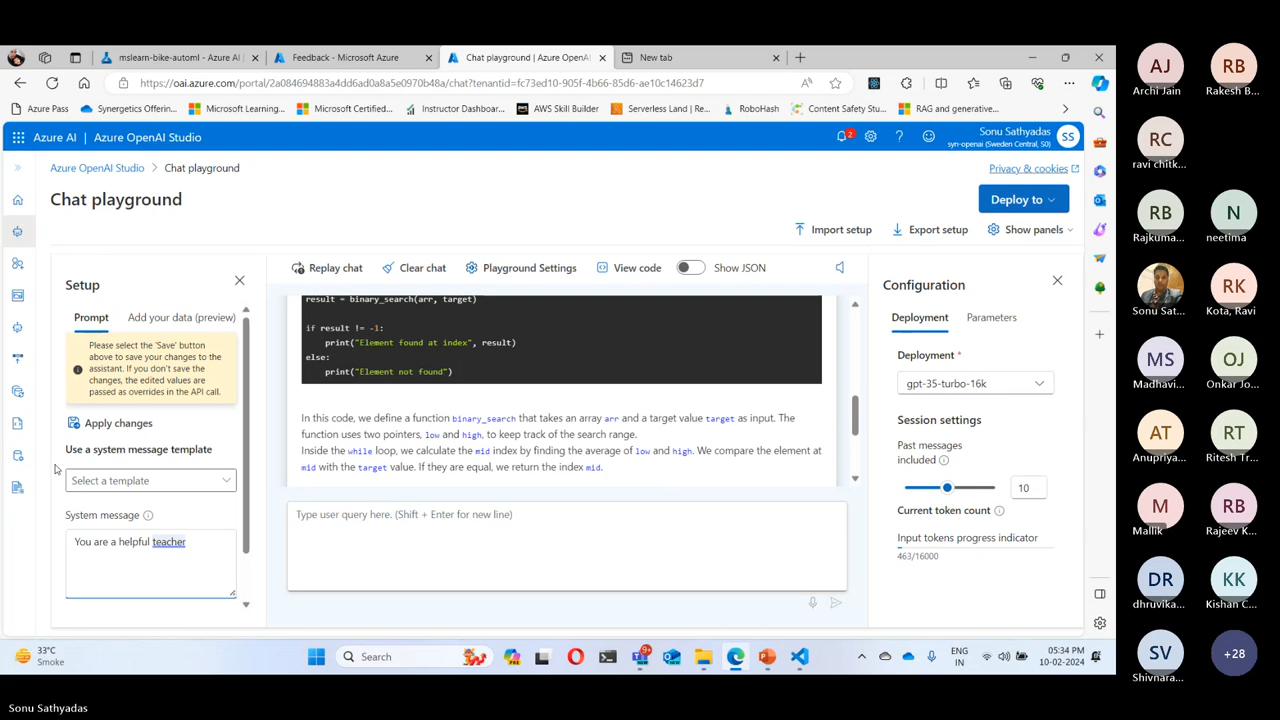 mslearn-bike-automl - Azure AI |
Feedback - Microsoft Azure
Chat playground | Azure OpenAI
New tab
https://oai.azure.com/portal/2a084694883a4dd6ad0a8a5e0970b48a/chat?tenantid=fc73ed10-905f-4b66-85d6-ae10c14623d7
Azure Pass
Synergetics Offering...
Microsoft Learning...
Microsoft Certified...
Instructor Dashboar...
AWS Skill Builder
Serverless Land | Re...
RoboHash
Content Safety Stu...
RAG and generative...
Azure AI | Azure OpenAI Studio
2
Sonu Sathyadas
syn-openai (Sweden Central, S0)
SS
Azure OpenAI Studio > Chat playground
Privacy & cookies
Chat playground
Deploy to
Import setup
Export setup
Show panels
Setup
Prompt
Add your data (preview)
Please select the 'Save' button
above to save your changes to the
assistant. If you don't save the
changes, the edited values are
passed as overrides in the API call.
Apply changes
Use a system message template
Select a template
System message
You are a helpful teacher
Replay chat
Clear chat
Playground Settings
View code
Show JSON
result = binary_search(arr, target)
if result != -1:
print("Element found at index", result)
else:
print("Element not found")
In this code, we define a function binary_search that takes an array arr and a target value target as input. The
function uses two pointers, low and high, to keep track of the search range.
Inside the while loop, we calculate the mid index by finding the average of low and high. We compare the element at
mid with the target value. If they are equal, we return the index mid.
Type user query here. (Shift + Enter for new line)
Configuration
Deployment
Parameters
Deployment *
gpt-35-turbo-16k
Session settings
Past messages
included
10
Current token count
Input tokens progress indicator
463/16000
33°C
Smoke
Search
9+
ENG
IN
05:34 PM
10-02-2024
AJ
Archi Jain
RB
Rakesh B...
RC
ravi chitk...
RB
Rajkuma...
N
neetima
Sonu Sat...
RK
Kota, Ravi
MS
Madhavi...
OJ
Onkar Jo...
AT
Anupriya...
RT
Ritesh Tr...
M
Mallik
RB
Rajeev K...
DR
dhruvika...
KK
Kishan C...
SV
Shivnara...
+28
Sonu Sathyadas